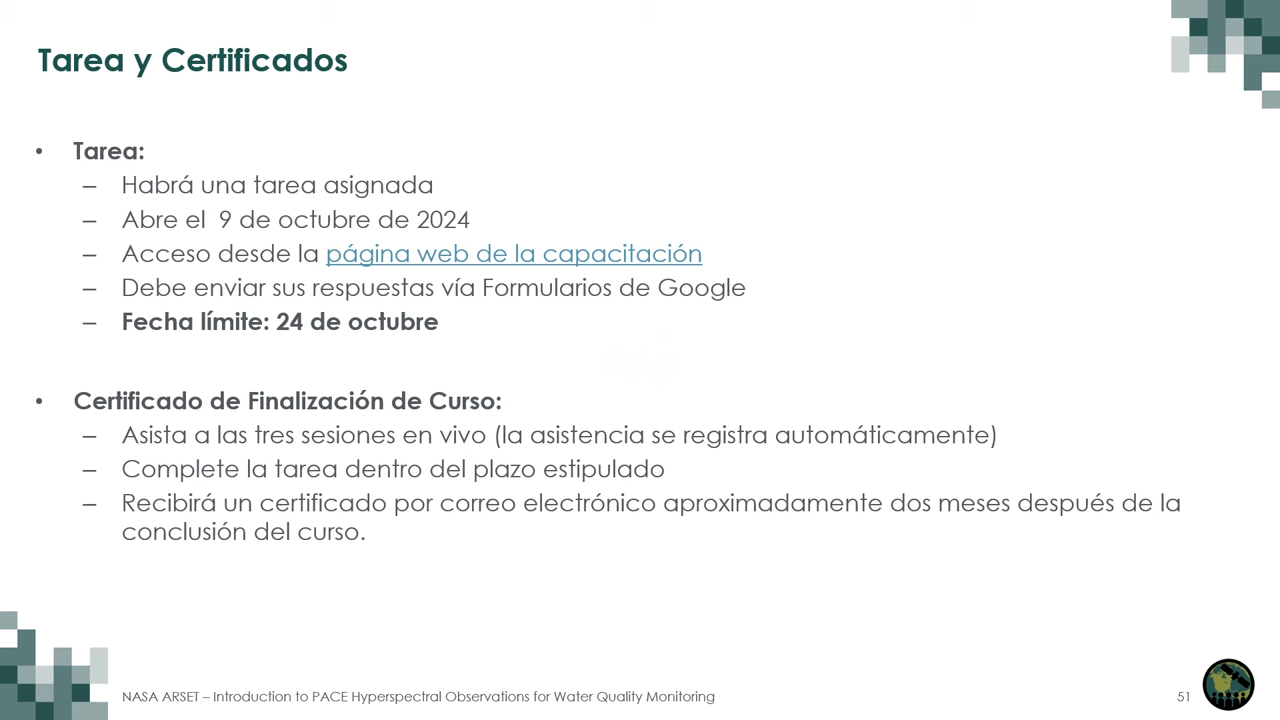 Tarea y Certificados
• Tarea:
– Habrá una tarea asignada
– Abre el  9 de octubre de 2024
– Acceso desde la página web de la capacitación
– Debe enviar sus respuestas vía Formularios de Google
– Fecha límite: 24 de octubre
• Certificado de Finalización de Curso:
– Asista a las tres sesiones en vivo (la asistencia se registra automáticamente)
– Complete la tarea dentro del plazo estipulado
– Recibirá un certificado por correo electrónico aproximadamente dos meses después de la
conclusión del curso.
NASA ARSET – Introduction to PACE Hyperspectral Observations for Water Quality Monitoring
51